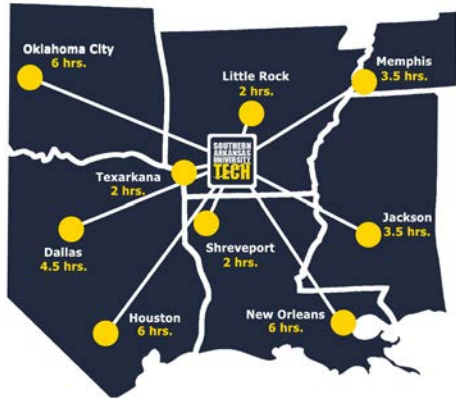 Oklahoma City
6 hrs.
Memphis
3.5 hrs.
Little Rock
2 hrs.
SOUTHERN
ARKANSAS
UNIVERSITY
TECH
Texarkana
2 hrs.
Jackson
3.5 hrs.
Dallas
4.5 hrs.
Shreveport
2 hrs.
Houston
6 hrs.
New Orleans
6 hrs.